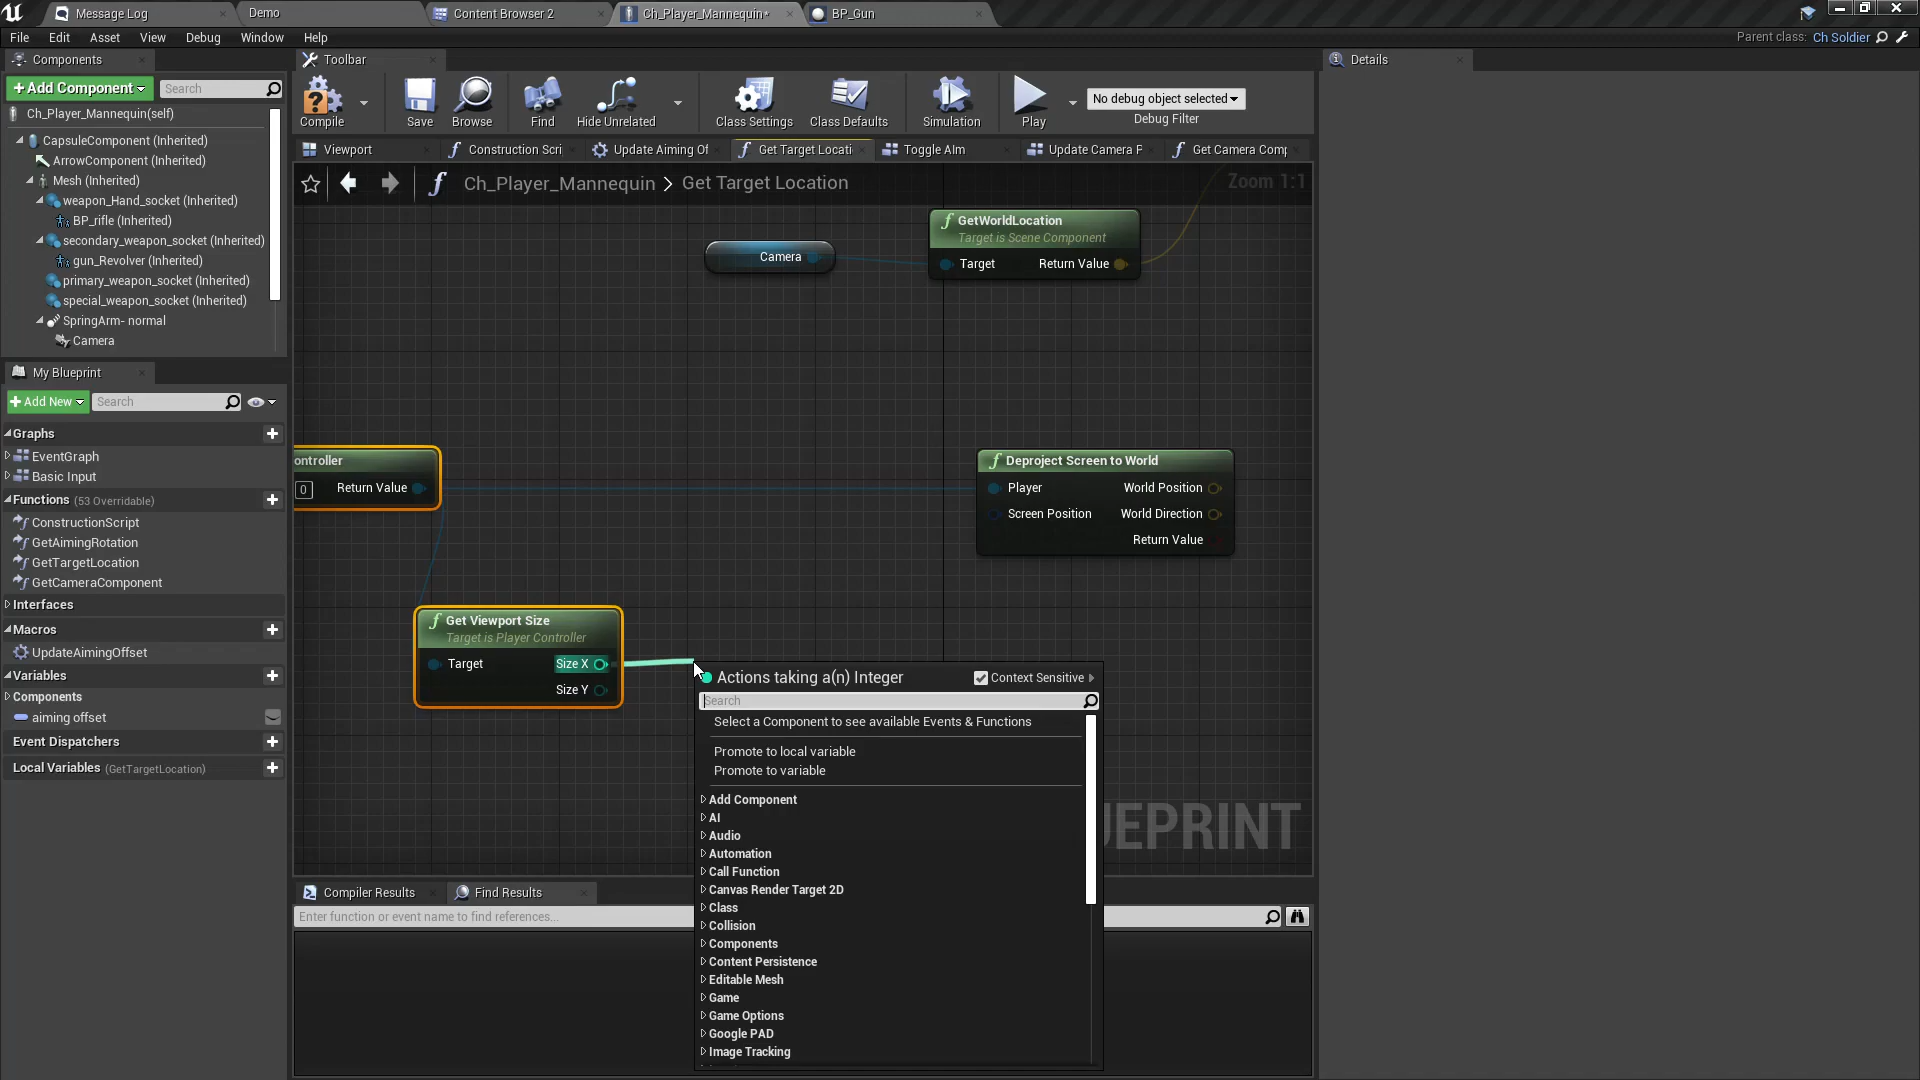 Message Log
Demo
Content Browser 2
Ch_Player_Mannequin*
BP_Gun
File Edit Asset View Debug Window Help
Parent class: Ch Soldier
Components
Toolbar
Details
+ Add Component
Search
Compile
Save
Browse
Find
Hide Unrelated
Class Settings
Class Defaults
Simulation
Play
No debug object selected
Debug Filter
Ch_Player_Mannequin(self)
CapsuleComponent (Inherited)
ArrowComponent (Inherited)
Mesh (Inherited)
weapon_Hand_socket (Inherited)
BP_rifle (Inherited)
secondary_weapon_socket (Inherited)
gun_Revolver (Inherited)
primary_weapon_socket (Inherited)
special_weapon_socket (Inherited)
SpringArm- normal
Camera
Viewport
Construction Scri
Update Aiming Of
Get Target Locati
Toggle AIm
Update Camera P
Get Camera Comp
Ch_Player_Mannequin > Get Target Location
Zoom 1:1
My Blueprint
+ Add New
Search
Graphs
EventGraph
Basic Input
Functions (53 Overridable)
ConstructionScript
GetAimingRotation
GetTargetLocation
GetCameraComponent
Interfaces
Macros
UpdateAimingOffset
Variables
Components
aiming offset
Event Dispatchers
Local Variables (GetTargetLocation)
Camera
GetWorldLocation
Target is Scene Component
Target Return Value
ontroller
0 Return Value
Deproject Screen to World
Player World Position
Screen Position World Direction
Return Value
Get Viewport Size
Target is Player Controller
Target Size X
Size Y
Actions taking a(n) Integer
Context Sensitive
Search
Select a Component to see available Events & Functions
Promote to local variable
Promote to variable
Add Component
AI
Audio
Automation
Call Function
Canvas Render Target 2D
Class
Collision
Components
Content Persistence
Editable Mesh
Game
Game Options
Google PAD
Image Tracking
UEPRINT
Compiler Results
Find Results
Enter function or event name to find references...